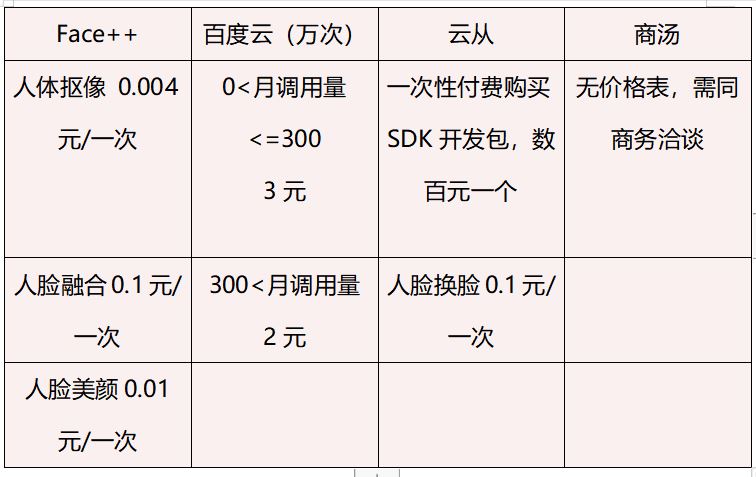 Face++
百度云（万次）
云从
商汤
人体抠像 0.004
元/一次
0<月调用量
<=300
3 元
一次性付费购买
SDK 开发包，数
百元一个
无价格表，需同
商务洽谈
人脸融合 0.1 元/
一次
300<月调用量
2 元
人脸换脸 0.1 元/
一次
人脸美颜 0.01
元/一次